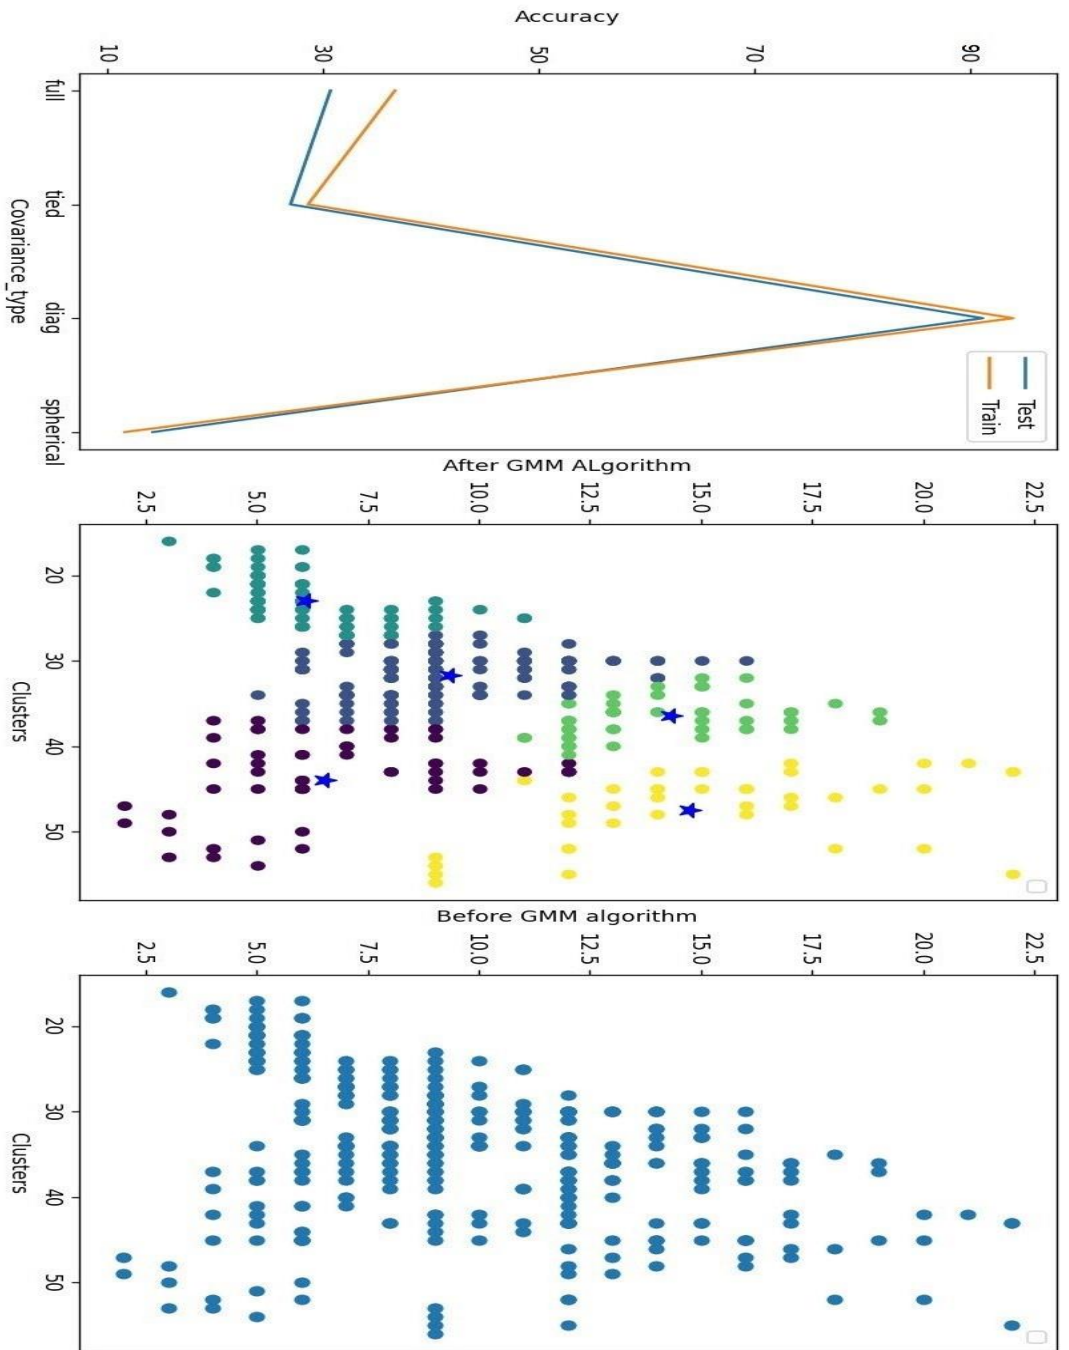 Accuracy
10
30
50
70
90
full
tied
diag
spherical
Covariance_type
Test
Train
After GMM ALgorithm
2.5
5.0
7.5
10.0
12.5
15.0
17.5
20.0
22.5
20
30
40
50
Clusters
Before GMM algorithm
2.5
5.0
7.5
10.0
12.5
15.0
17.5
20.0
22.5
20
30
40
50
Clusters